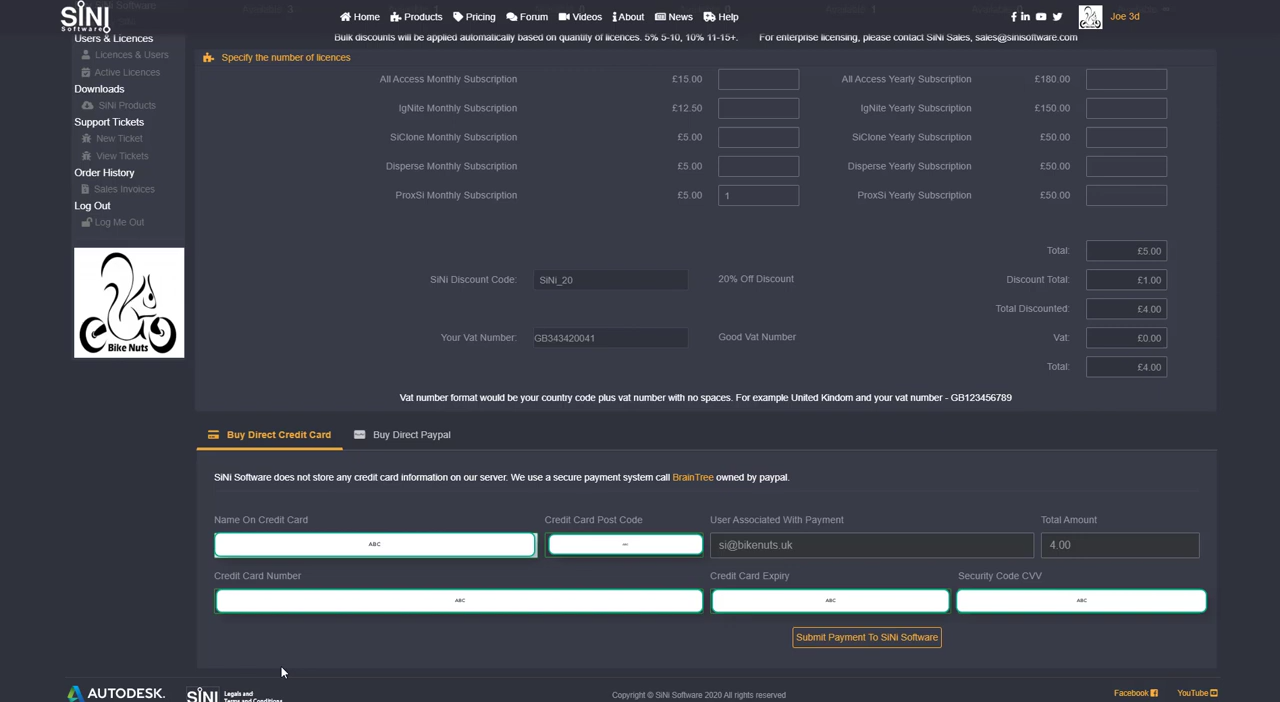 SiNi Software
SiNi
Software
Home Products Pricing Forum Videos About News Help
Joe 3d
Bulk discounts will be applied automatically based on quantity of licences. 5% 5-10, 10% 11-15+. For enterprise licensing, please contact SiNi Sales, sales@sinisoftware.com
Users & Licences
Licences & Users
Active Licences
Downloads
SiNi Products
Support Tickets
New Ticket
View Tickets
Order History
Sales Invoices
Log Out
Log Me Out
Bike Nuts
Specify the number of licences
All Access Monthly Subscription £15.00 All Access Yearly Subscription £180.00
IgNite Monthly Subscription £12.50 IgNite Yearly Subscription £150.00
SiClone Monthly Subscription £5.00 SiClone Yearly Subscription £50.00
Disperse Monthly Subscription £5.00 Disperse Yearly Subscription £50.00
ProxSi Monthly Subscription £5.00 1 ProxSi Yearly Subscription £50.00
Total: £5.00
SiNi Discount Code: SiNi_20 20% Off Discount Discount Total: £1.00
Total Discounted: £4.00
Your Vat Number: GB343420041 Good Vat Number Vat: £0.00
Total: £4.00
Vat number format would be your country code plus vat number with no spaces. For example United Kindom and your vat number - GB123456789
Buy Direct Credit Card Buy Direct Paypal
SiNi Software does not store any credit card information on our server. We use a secure payment system call BrainTree owned by paypal.
Name On Credit Card Credit Card Post Code User Associated With Payment Total Amount
ABC si@bikenuts.uk 4.00
Credit Card Number Credit Card Expiry Security Code CVV
ABC ABC ABC
Submit Payment To SiNi Software
AUTODESK. SiNi Legals and
Terms and Conditions
Copyright © SiNi Software 2020 All rights reserved
Facebook YouTube